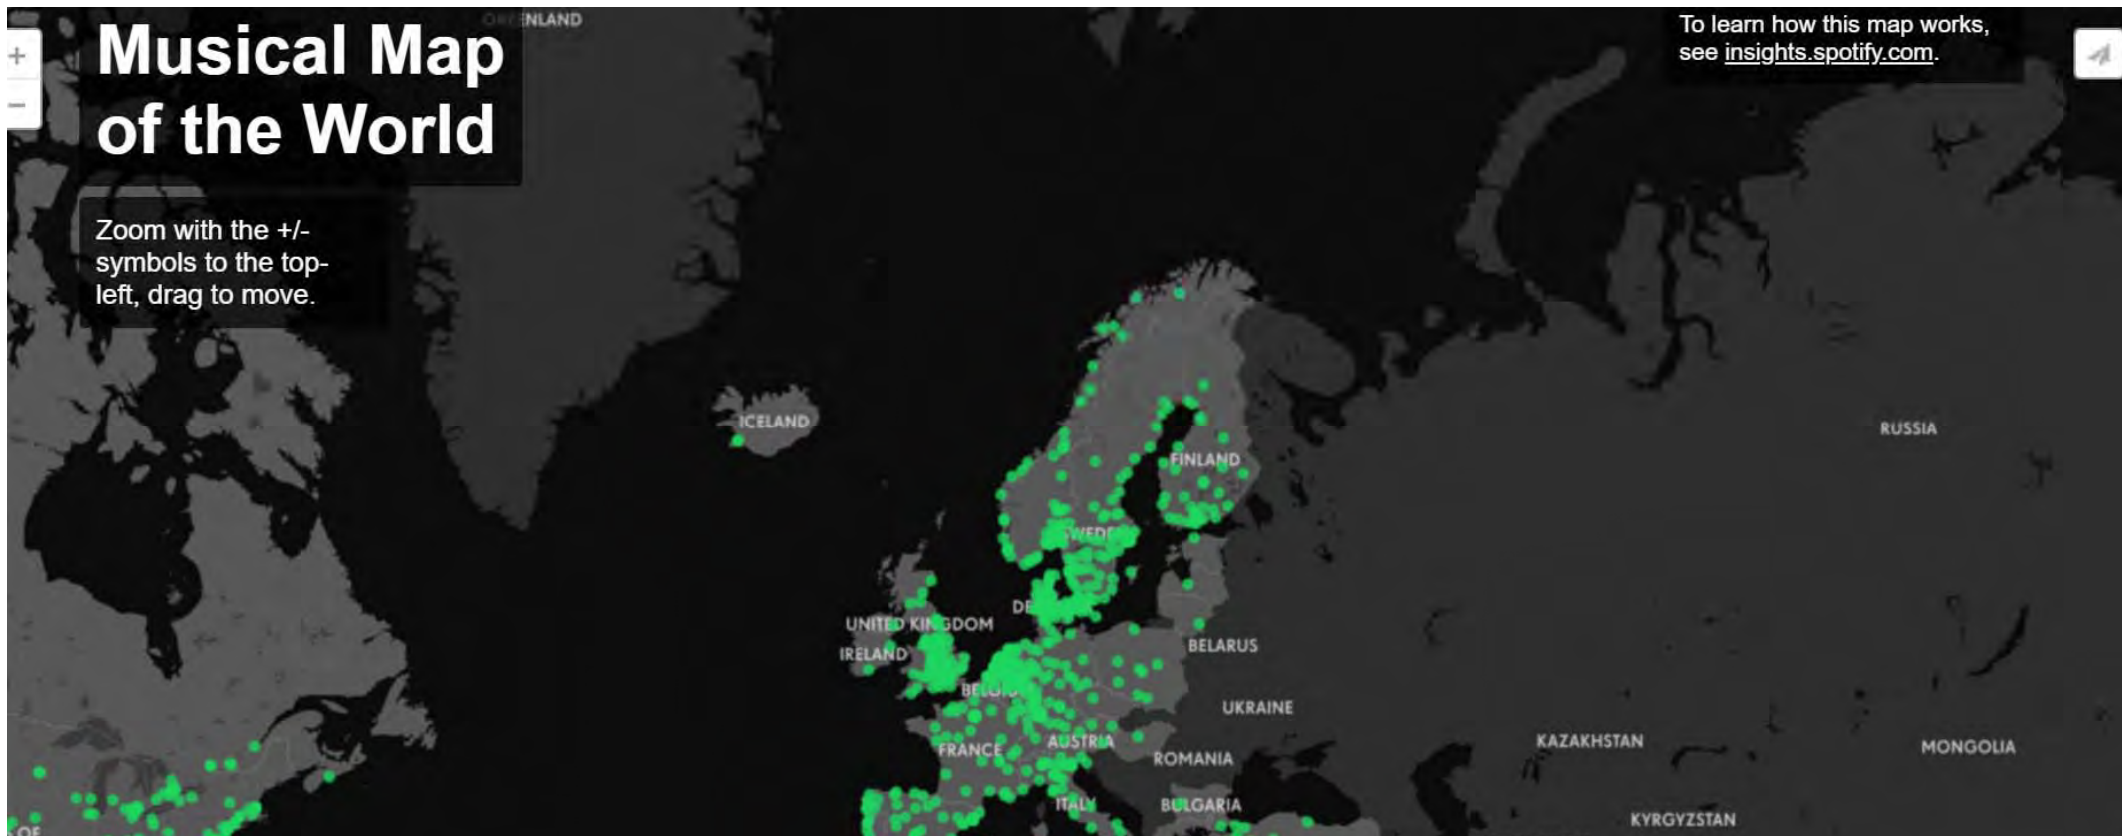 Musical Map
of the World
Zoom with the +/-
symbols to the top-
left, drag to move.
To learn how this map works,
see insights.spotify.com.
+
−
ICELAND
RUSSIA
FINLAND
UNITED KINGDOM
IRELAND
BELARUS
UKRAINE
FRANCE
AUSTRIA
ROMANIA
KAZAKHSTAN
MONGOLIA
ITALY
BULGARIA
KYRGYZSTAN
OF